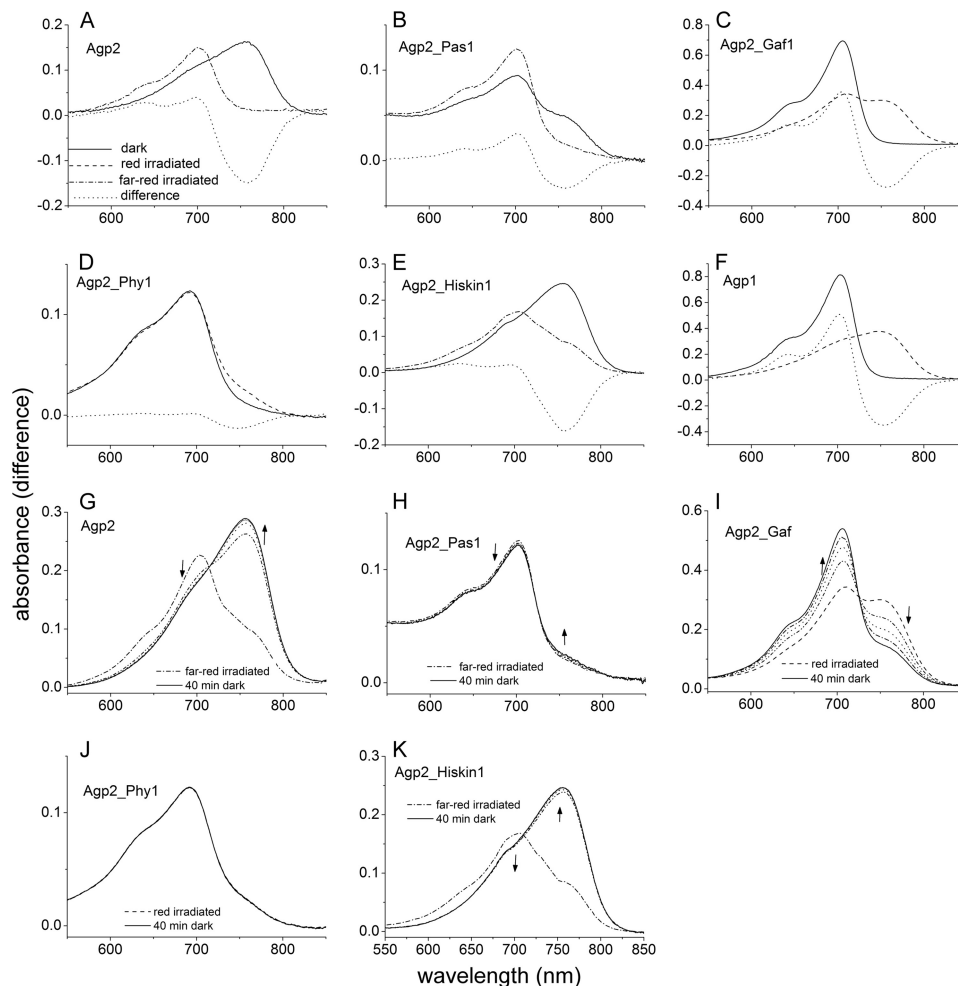 A
Agp2
0.2
0.1
0.0
-0.1
-0.2
dark
red irradiated
far-red irradiated
difference
600 700 800
B
Agp2_Pas1
0.1
0.0
600 700 800
C
Agp2_Gaf1
0.8
0.6
0.4
0.2
0.0
-0.2
-0.4
600 700 800
D
Agp2_Phy1
0.1
0.0
600 700 800
E
Agp2_Hiskin1
0.3
0.2
0.1
0.0
-0.1
-0.2
600 700 800
F
Agp1
0.8
0.6
0.4
0.2
0.0
-0.2
-0.4
600 700 800
absorbance (difference)
G
Agp2
0.3
0.2
0.1
0.0
far-red irradiated
40 min dark
600 700 800
H
Agp2_Pas1
0.1
0.0
far-red irradiated
40 min dark
600 700 800
I
Agp2_Gaf
0.6
0.4
0.2
0.0
red irradiated
40 min dark
600 700 800
J
Agp2_Phy1
0.1
0.0
red irradiated
40 min dark
600 700 800
K
Agp2_Hiskin1
0.3
0.2
0.1
0.0
far-red irradiated
40 min dark
550 600 650 700 750 800 850
wavelength (nm)